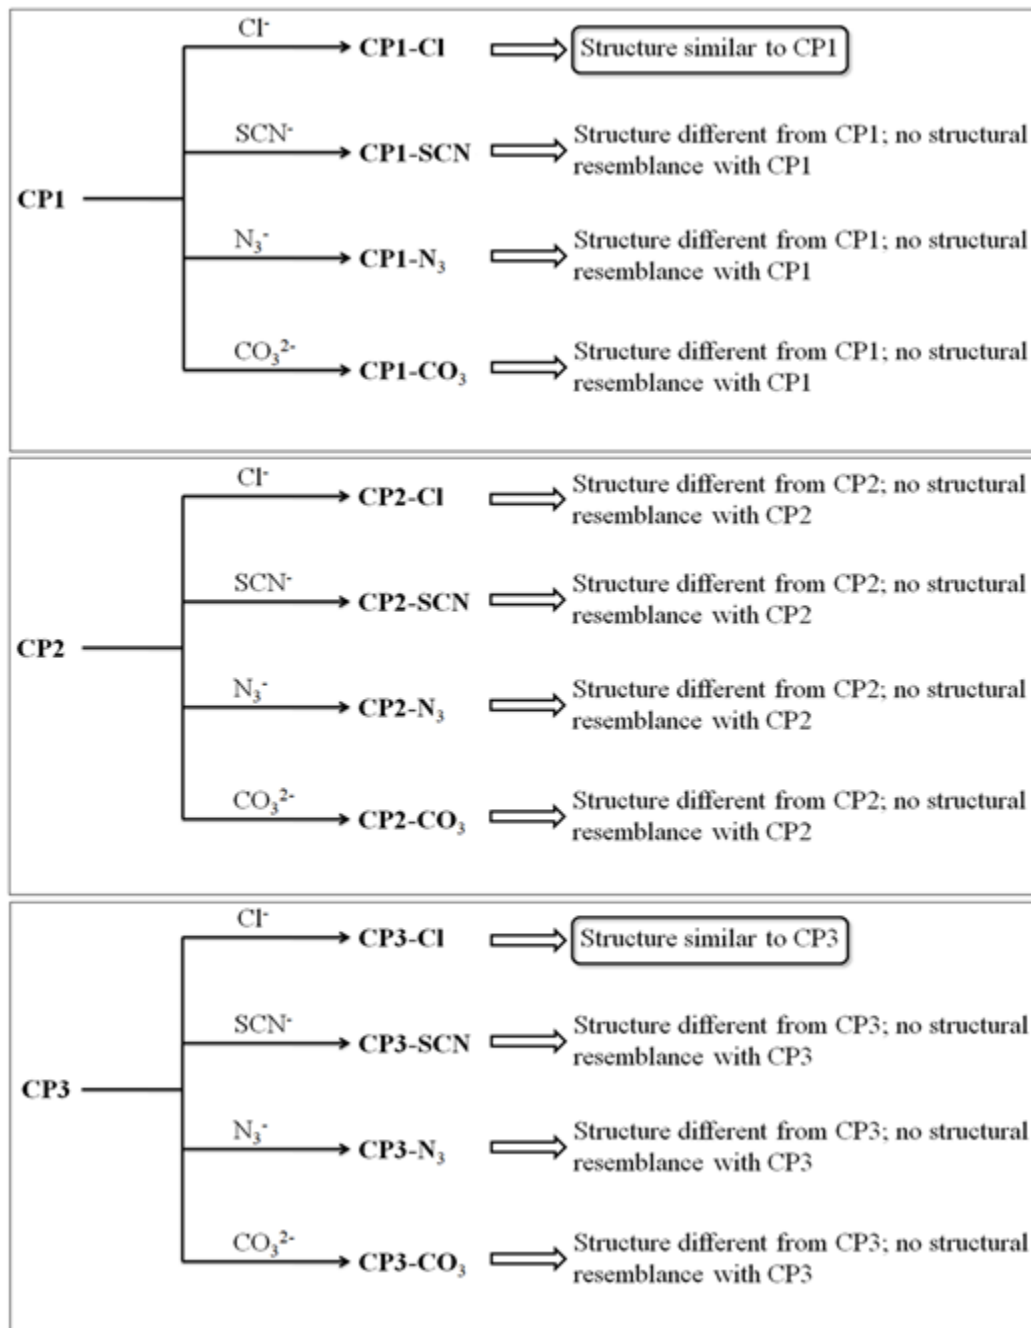 Cl⁻
CP1-Cl
Structure similar to CP1
SCN⁻
CP1-SCN
Structure different from CP1; no structural
resemblance with CP1
CP1
N₃⁻
CP1-N₃
Structure different from CP1; no structural
resemblance with CP1
CO₃²⁻
CP1-CO₃
Structure different from CP1; no structural
resemblance with CP1
Cl⁻
CP2-Cl
Structure different from CP2; no structural
resemblance with CP2
SCN⁻
CP2-SCN
Structure different from CP2; no structural
resemblance with CP2
CP2
N₃⁻
CP2-N₃
Structure different from CP2; no structural
resemblance with CP2
CO₃²⁻
CP2-CO₃
Structure different from CP2; no structural
resemblance with CP2
Cl⁻
CP3-Cl
Structure similar to CP3
SCN⁻
CP3-SCN
Structure different from CP3; no structural
resemblance with CP3
CP3
N₃⁻
CP3-N₃
Structure different from CP3; no structural
resemblance with CP3
CO₃²⁻
CP3-CO₃
Structure different from CP3; no structural
resemblance with CP3